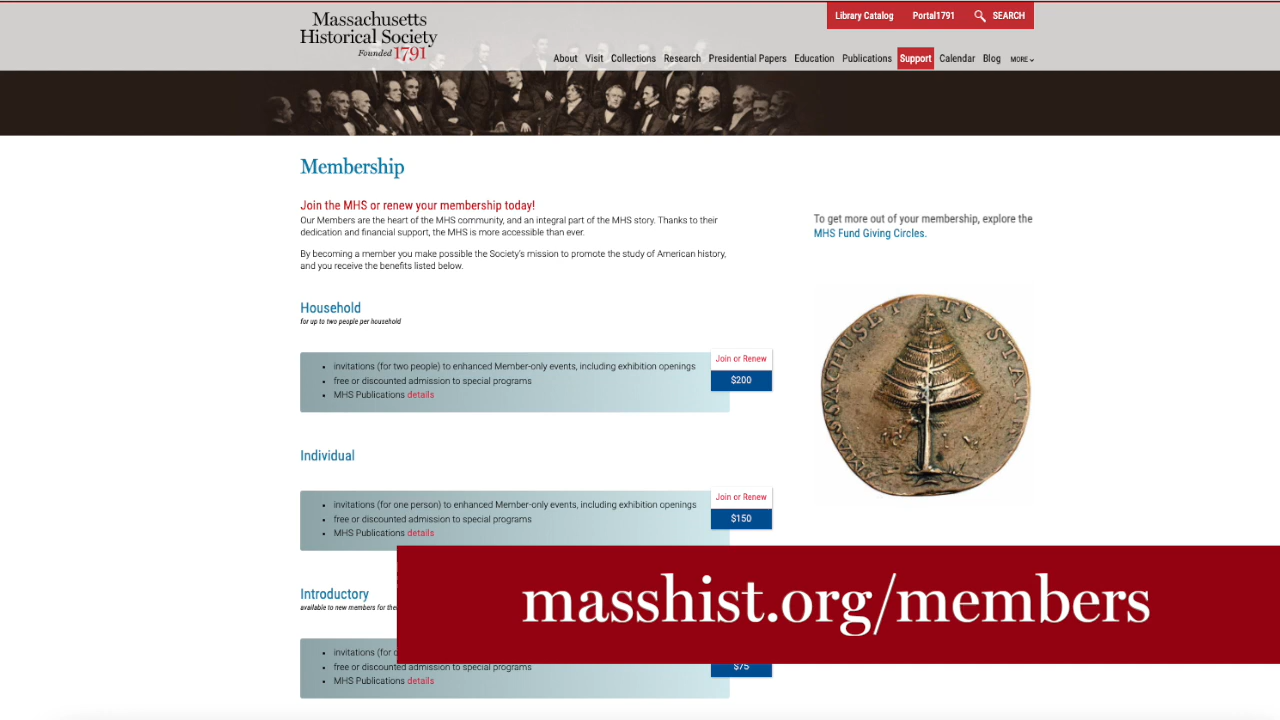 Massachusetts
Historical Society
Founded 1791
Library Catalog Portal1791 SEARCH
About Visit Collections Research Presidential Papers Education Publications Support Calendar Blog MORE
Membership
Join the MHS or renew your membership today!
Our Members are the heart of the MHS community, and an integral part of the MHS story. Thanks to their
dedication and financial support, the MHS is more accessible than ever.
By becoming a member you make possible the Society's mission to promote the study of American history,
and you receive the benefits listed below.
To get more out of your membership, explore the
MHS Fund Giving Circles.
Household
for up to two people per household
• invitations (for two people) to enhanced Member-only events, including exhibition openings
• free or discounted admission to special programs
• MHS Publications details
Join or Renew
$200
MASSACHUSETTS STATE
Individual
• invitations (for one person) to enhanced Member-only events, including exhibition openings
• free or discounted admission to special programs
• MHS Publications details
Join or Renew
$150
Introductory
available to new members for
masshist.org/members
• invitations (for
• free or discounted admission to special programs
• MHS Publications details
$75